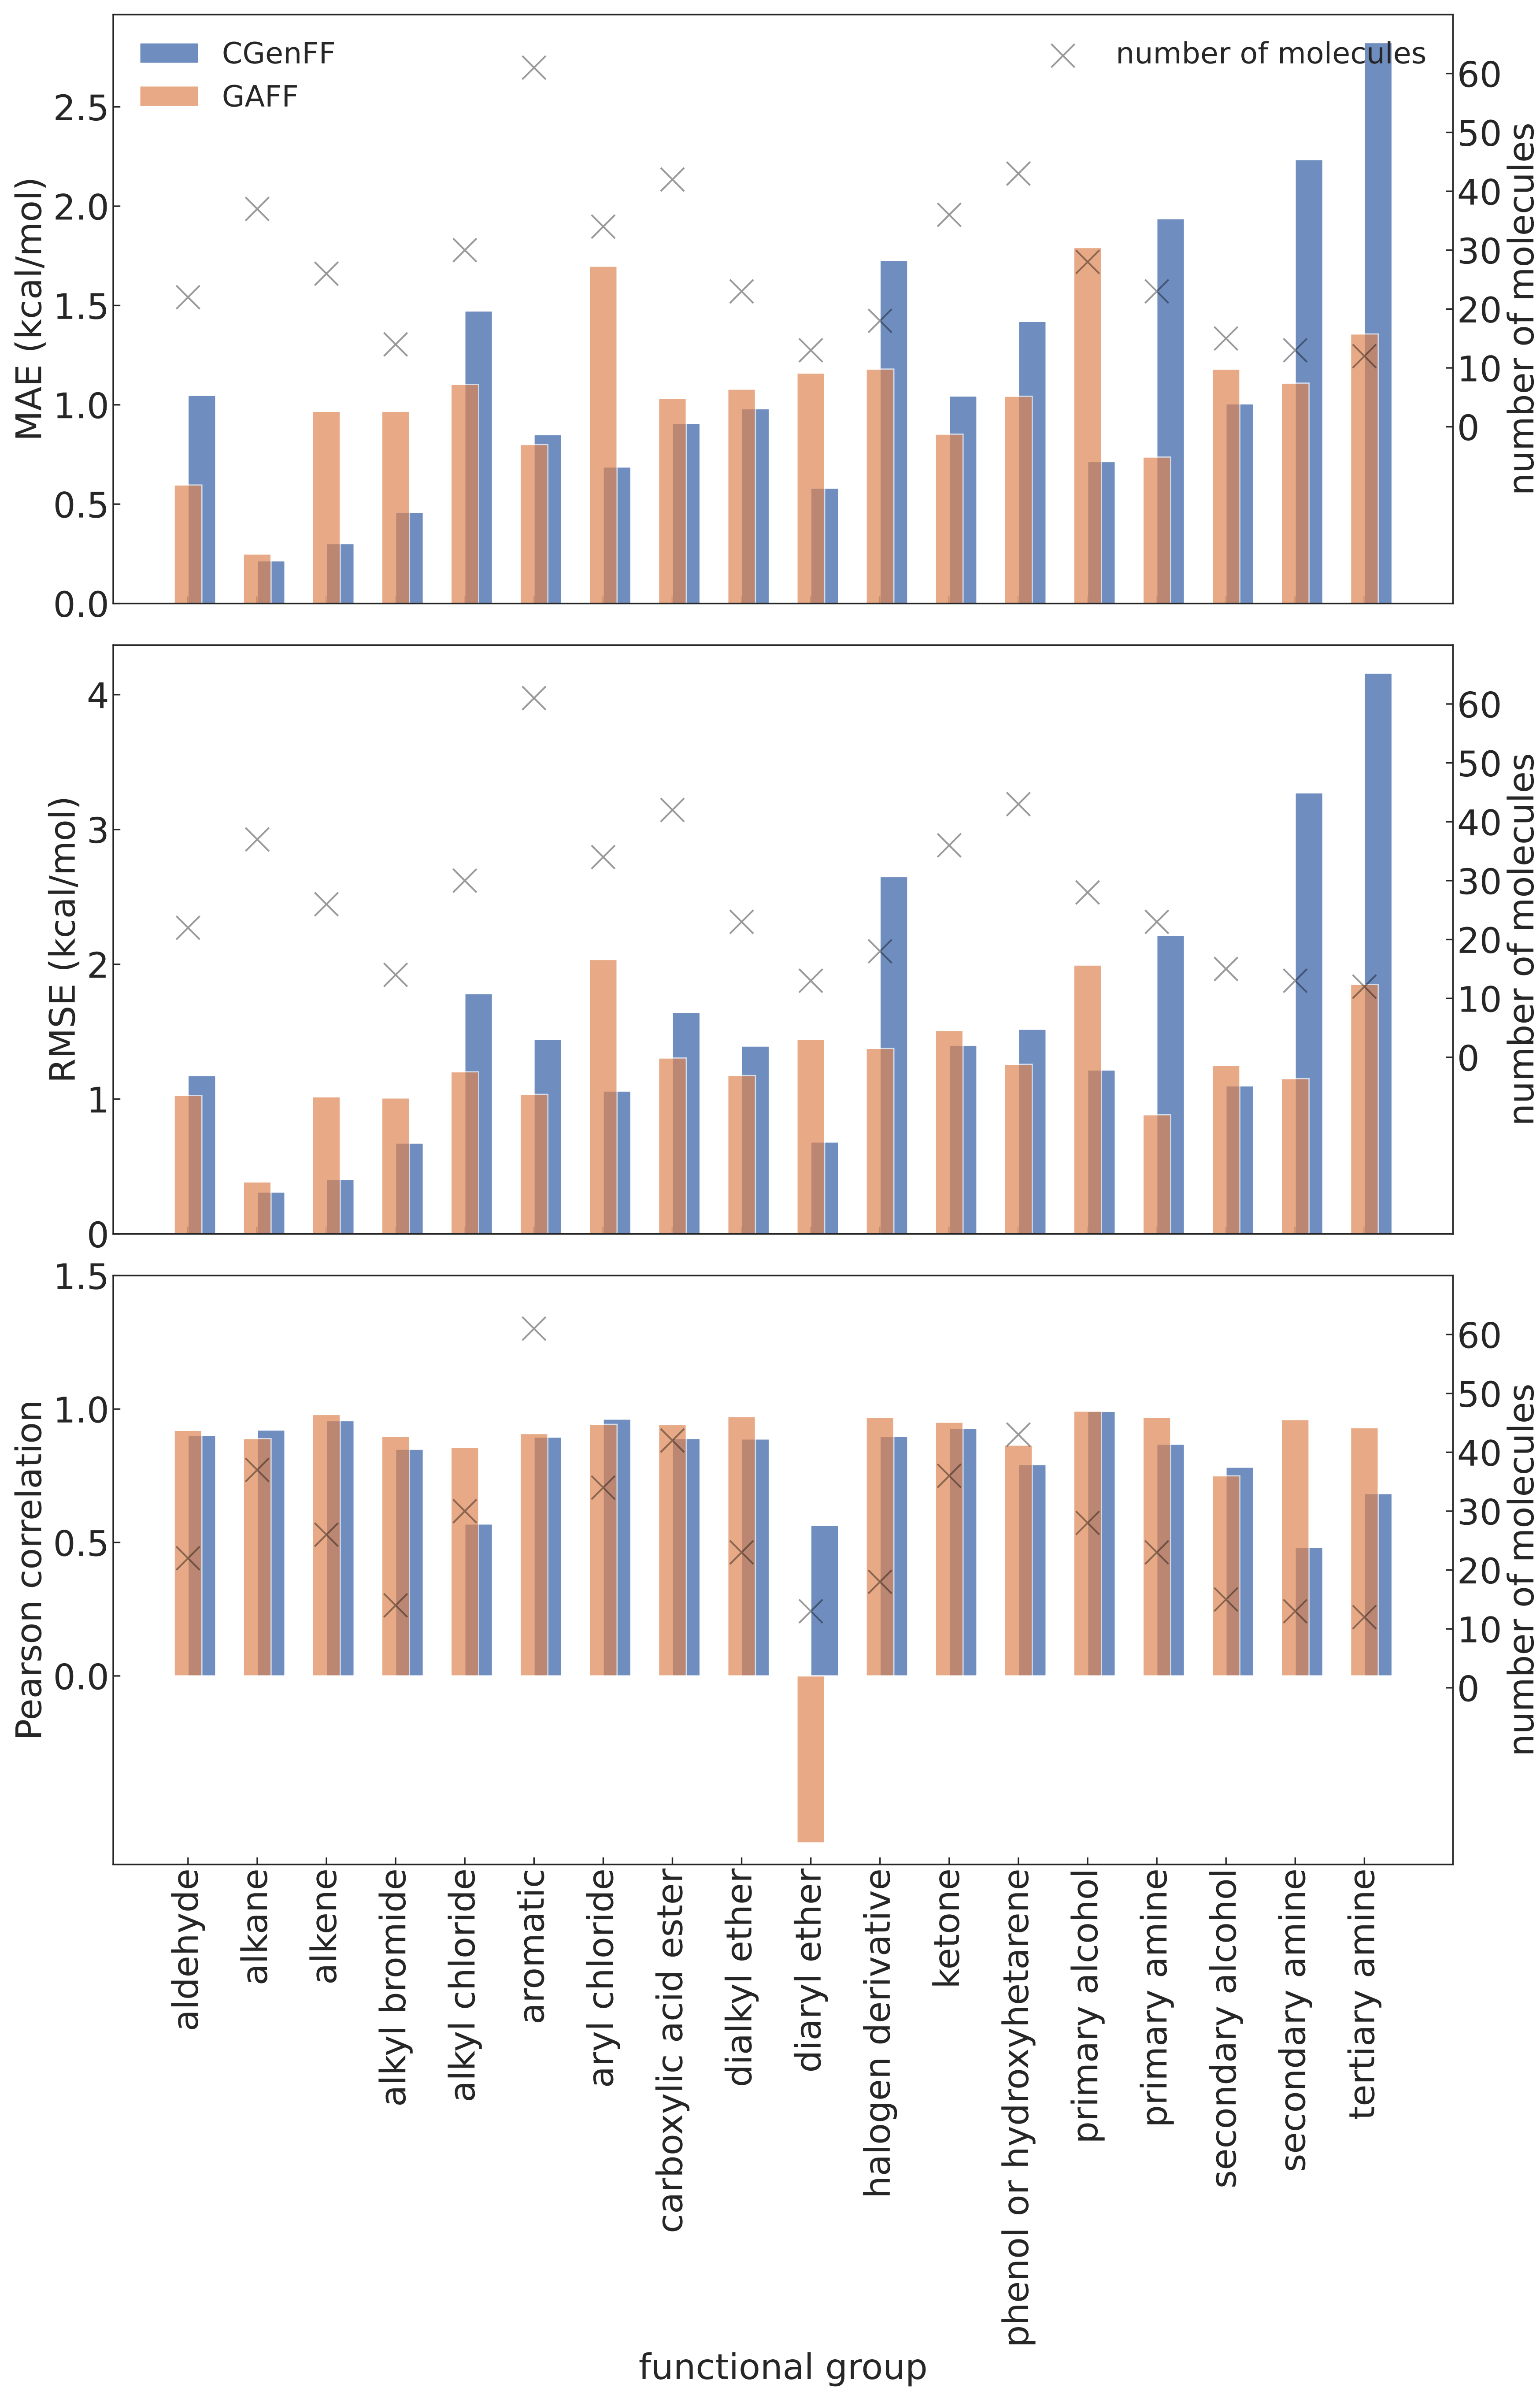 CGenFF
GAFF
number of molecules
MAE (kcal/mol)
2.5
2.0
1.5
1.0
0.5
0.0
60
50
40
30
20
10
0
number of molecules
RMSE (kcal/mol)
4
3
2
1
0
60
50
40
30
20
10
0
number of molecules
Pearson correlation
1.5
1.0
0.5
0.0
60
50
40
30
20
10
0
number of molecules
aldehyde
alkane
alkene
alkyl bromide
alkyl chloride
aromatic
aryl chloride
carboxylic acid ester
dialkyl ether
diaryl ether
halogen derivative
ketone
phenol or hydroxyhetarene
primary alcohol
primary amine
secondary alcohol
secondary amine
tertiary amine
functional group